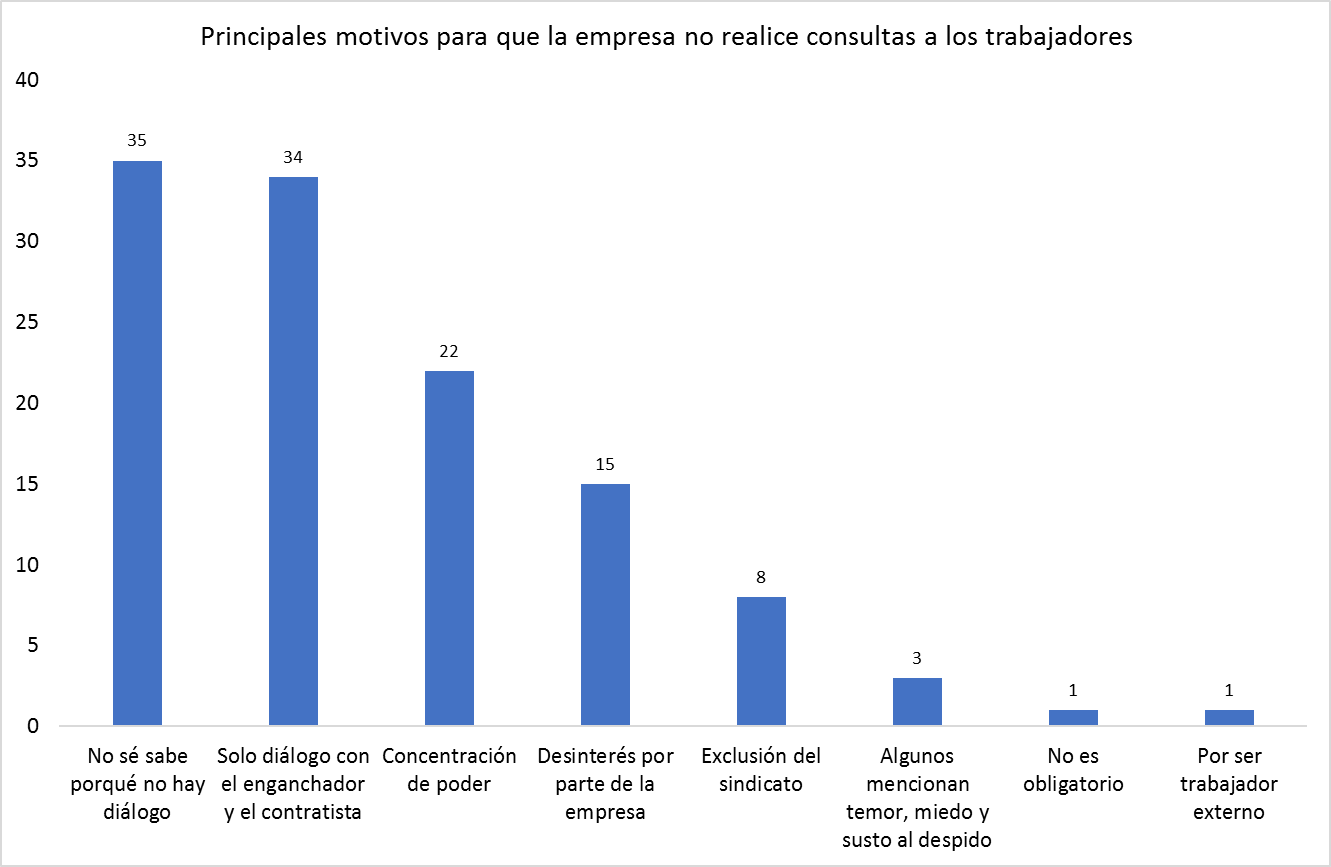 Principales motivos para que la empresa no realice consultas a los trabajadores
40
35
30
25
20
15
10
5
0
35
34
22
15
8
3
1
1
No sé sabe
porqué no hay
diálogo
Solo diálogo con
el enganchador
y el contratista
Concentración
de poder
Desinterés por
parte de la
empresa
Exclusión del
sindicato
Algunos
mencionan
temor, miedo y
susto al despido
No es
obligatorio
Por ser
trabajador
externo